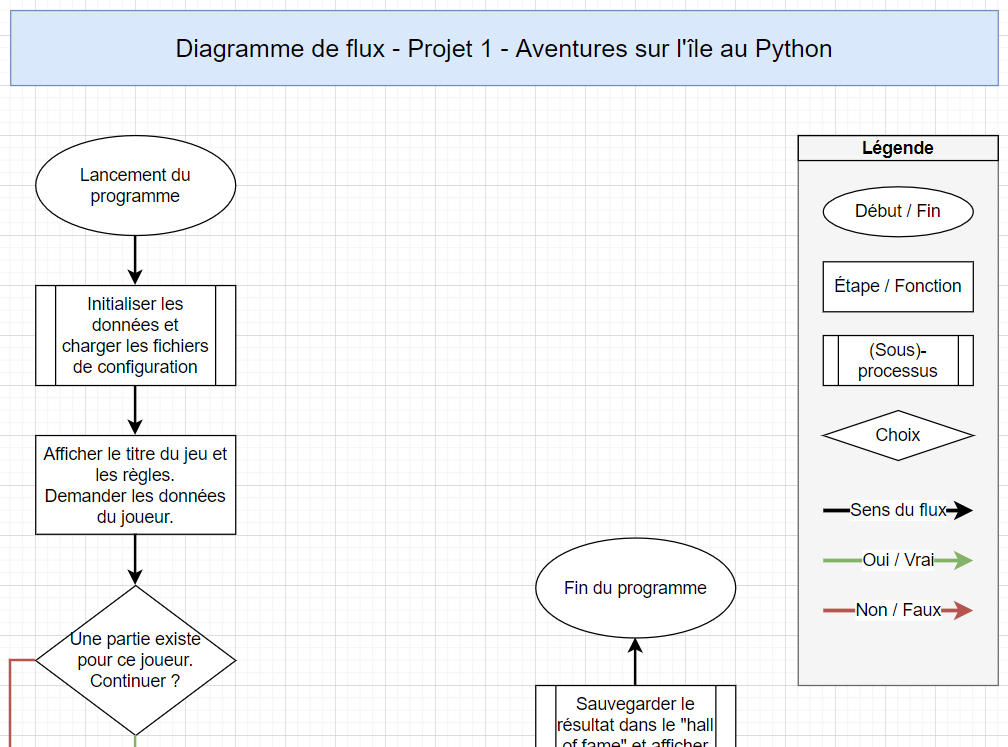 Diagramme de flux - Projet 1 - Aventures sur l'île au Python
Lancement du
programme
Initialiser les
données et
charger les fichiers
de configuration
Afficher le titre du jeu et
les règles.
Demander les données
du joueur.
Une partie existe
pour ce joueur.
Continuer ?
Fin du programme
Sauvegarder le
résultat dans le "hall
of fame" et afficher
Légende
Début / Fin
Étape / Fonction
(Sous)-
processus
Choix
Sens du flux
Oui / Vrai
Non / Faux